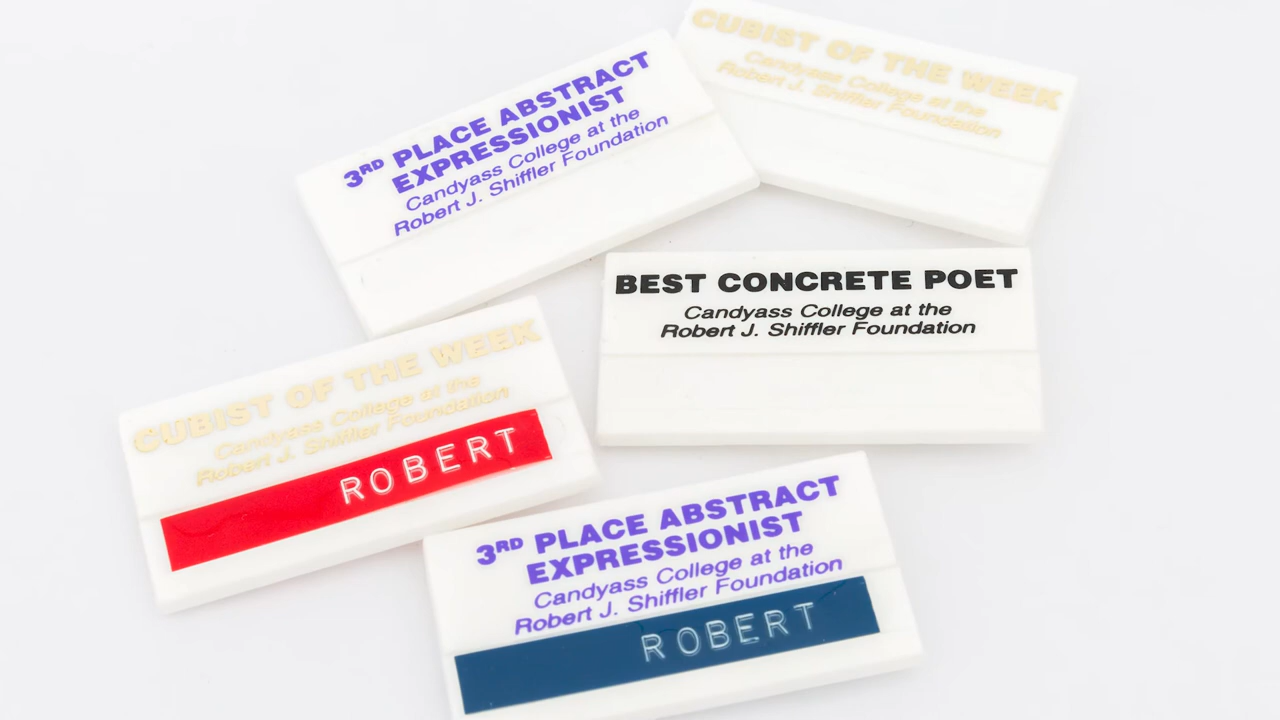 CUBIST OF THE WEEK
Candyass College at the
Robert J. Shiffler Foundation
3RD PLACE ABSTRACT
EXPRESSIONIST
Candyass College at the
Robert J. Shiffler Foundation
BEST CONCRETE POET
Candyass College at the
Robert J. Shiffler Foundation
CUBIST OF THE WEEK
Candyass College at the
Robert J. Shiffler Foundation
ROBERT
3RD PLACE ABSTRACT
EXPRESSIONIST
Candyass College at the
Robert J. Shiffler Foundation
ROBERT